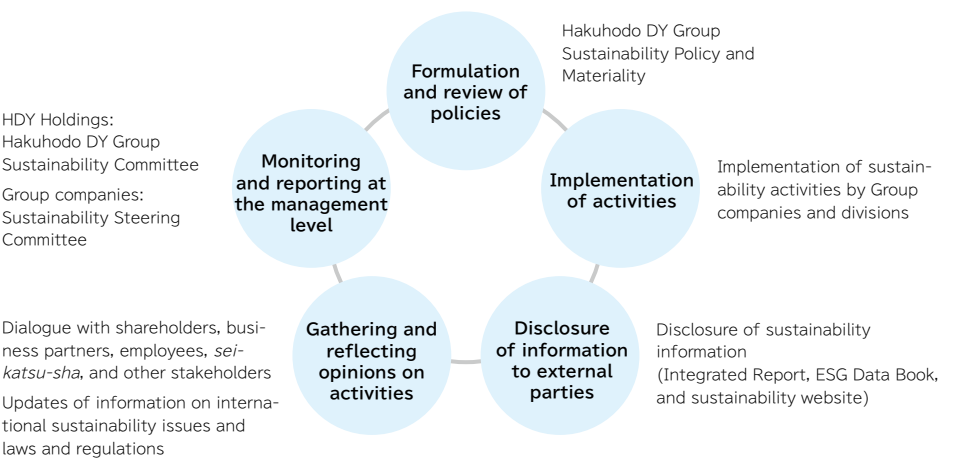 Formulation
and review of
policies
Hakuhodo DY Group
Sustainability Policy and
Materiality
Implementation
of activities
Implementation of sustain-
ability activities by Group
companies and divisions
Disclosure
of information
to external
parties
Disclosure of sustainability
information
(Integrated Report, ESG Data Book,
and sustainability website)
Gathering and
reflecting
opinions on
activities
Dialogue with shareholders, busi-
ness partners, employees, sei-
katsu-sha, and other stakeholders
Updates of information on interna-
tional sustainability issues and
laws and regulations
Monitoring
and reporting at
the management
level
HDY Holdings:
Hakuhodo DY Group
Sustainability Committee
Group companies:
Sustainability Steering
Committee